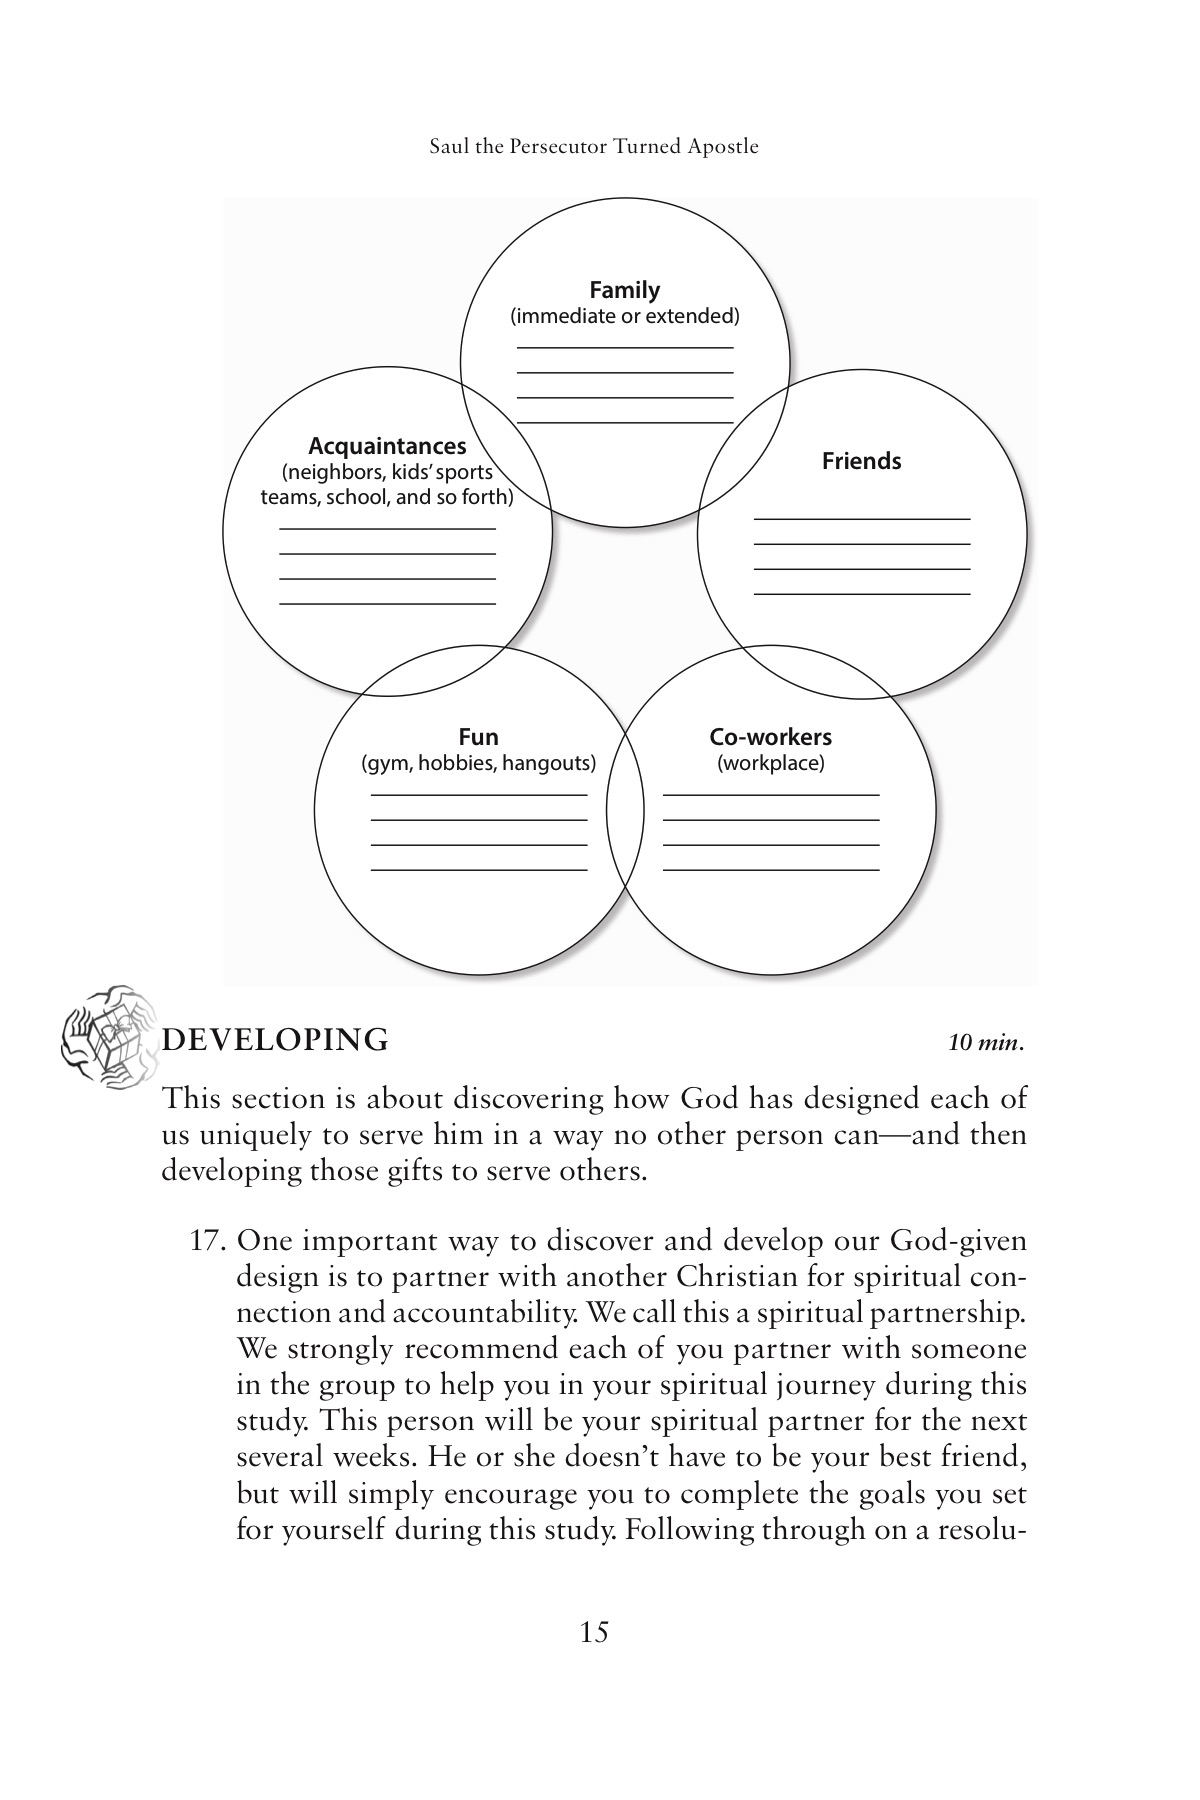 Saul the Persecutor Turned Apostle
Family
(immediate or extended)
Acquaintances
(neighbors, kids’ sports
teams, school, and so forth)
Friends
Fun
(gym, hobbies, hangouts)
Co-workers
(workplace)
DEVELOPING 10 min.
This section is about discovering how God has designed each of
us uniquely to serve him in a way no other person can—and then
developing those gifts to serve others.
17. One important way to discover and develop our God-given
design is to partner with another Christian for spiritual con-
nection and accountability. We call this a spiritual partnership.
We strongly recommend each of you partner with someone
in the group to help you in your spiritual journey during this
study. This person will be your spiritual partner for the next
several weeks. He or she doesn’t have to be your best friend,
but will simply encourage you to complete the goals you set
for yourself during this study. Following through on a resolu-
15